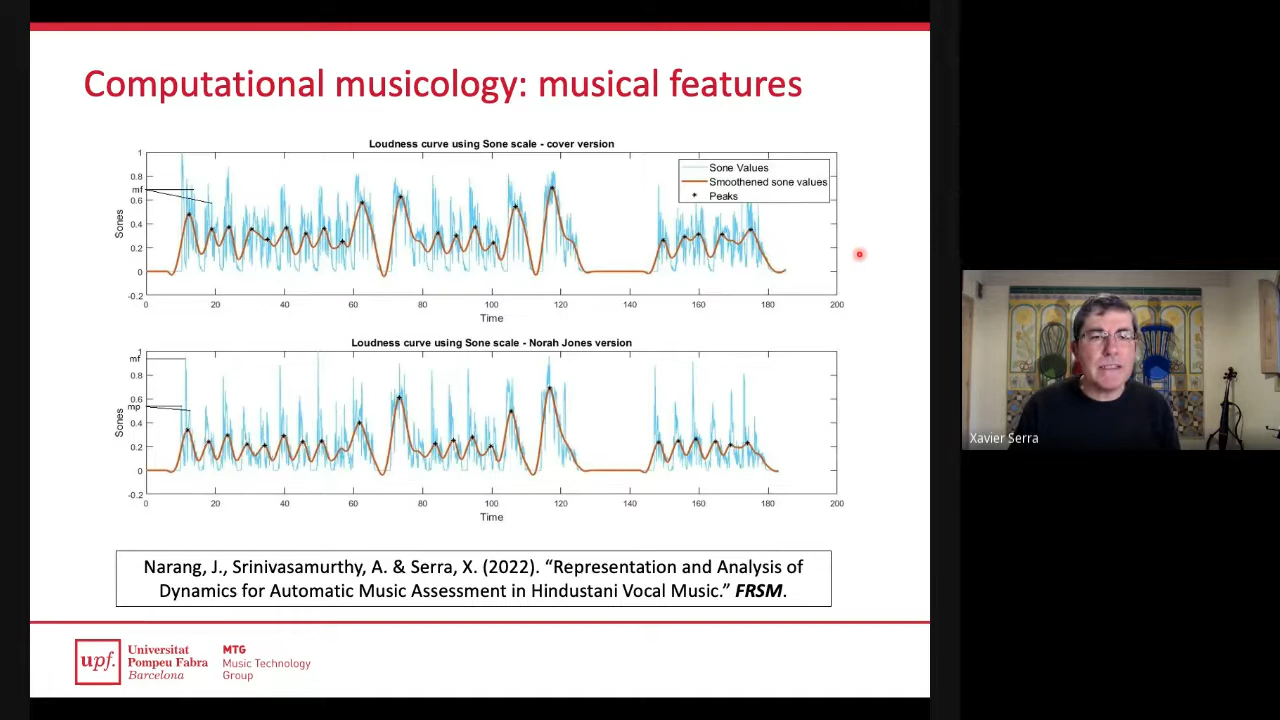 Computational musicology: musical features
Loudness curve using Sone scale - cover version
Sone Values
Smoothened sone values
Peaks
1
0.8
mf
0.6
0.4
0.2
0
-0.2
Sones
0 20 40 60 80 100 120 140 160 180 200
Time
Loudness curve using Sone scale - Norah Jones version
1
mf
0.8
0.6
mp
0.4
0.2
0
-0.2
Sones
0 20 40 60 80 100 120 140 160 180 200
Time
Narang, J., Srinivasamurthy, A. & Serra, X. (2022). “Representation and Analysis of
Dynamics for Automatic Music Assessment in Hindustani Vocal Music.” FRSM.
upf.
Universitat
Pompeu Fabra
Barcelona
MTG
Music Technology
Group
Xavier Serra